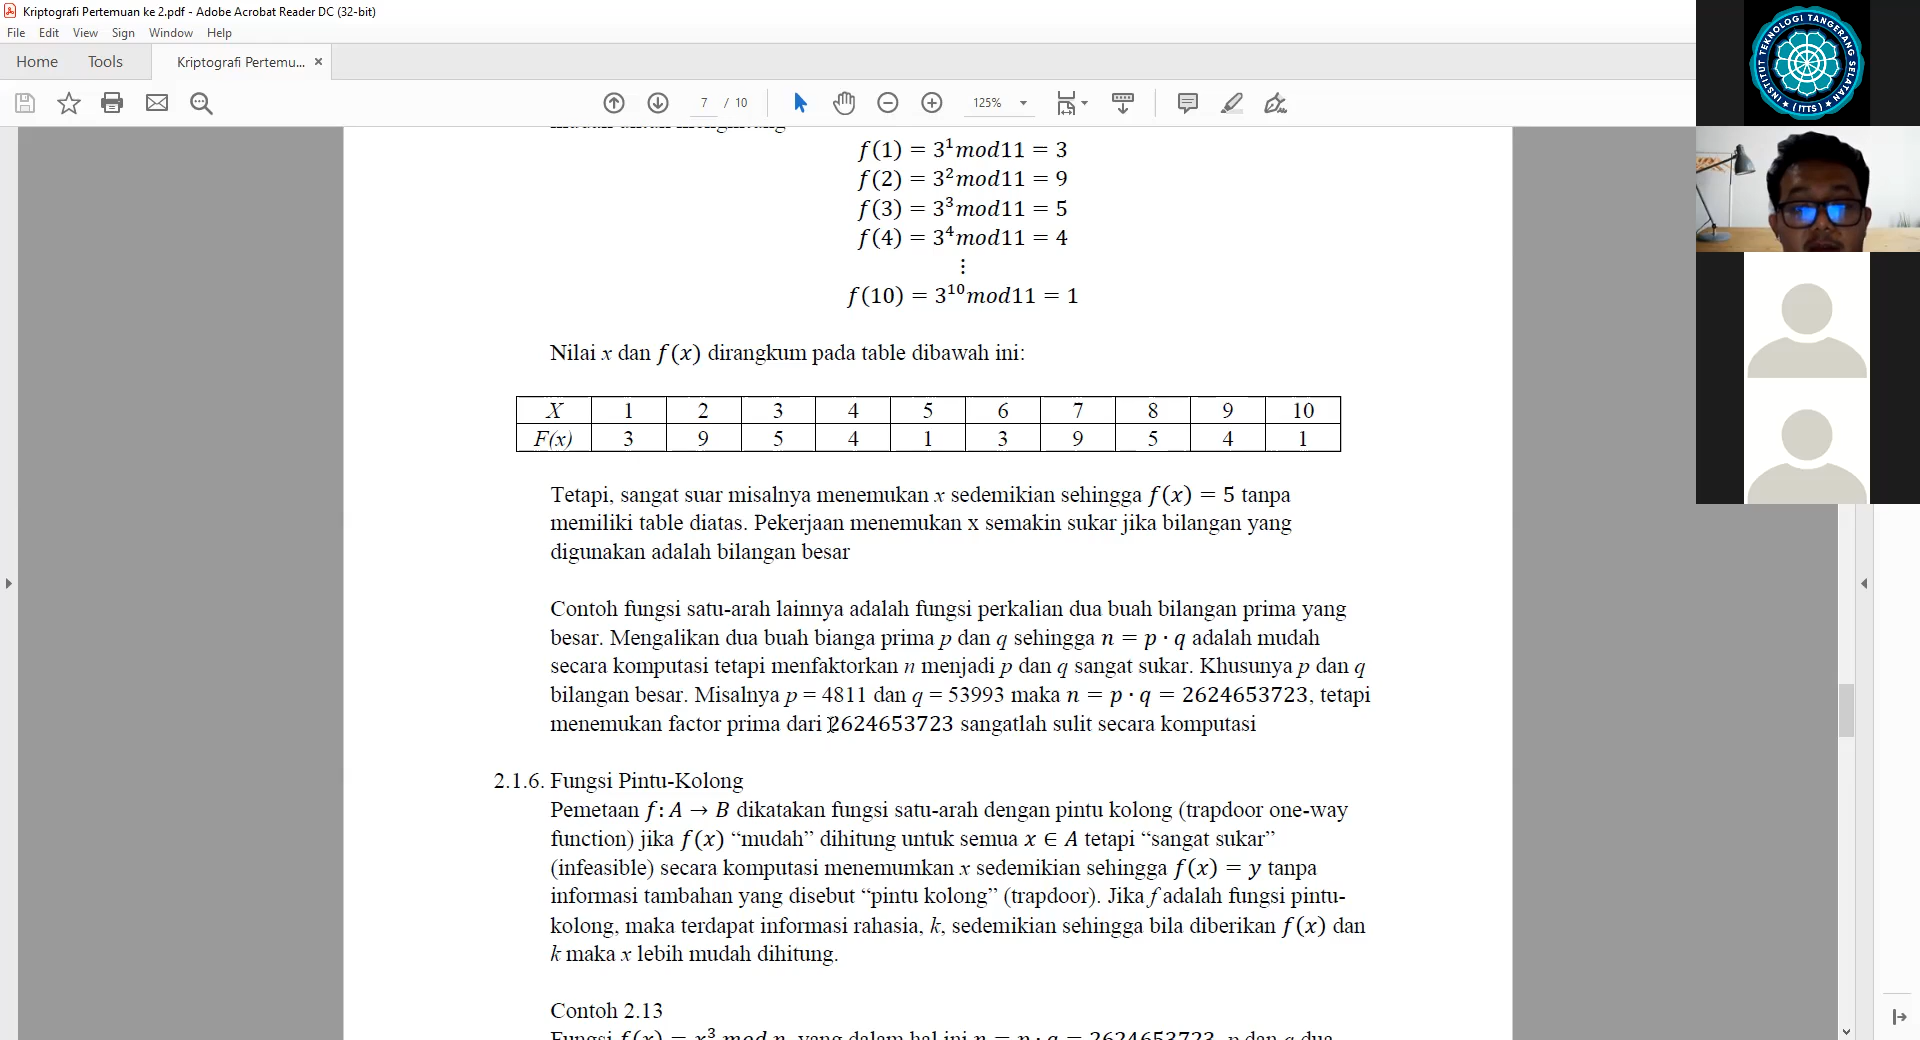 Kriptografi Pertemuan ke 2.pdf - Adobe Acrobat Reader DC (32-bit)
File Edit View Sign Window Help
Home Tools Kriptografi Pertemu... ×
7 / 10 125%
f(1) = 3¹mod11 = 3
f(2) = 3²mod11 = 9
f(3) = 3³mod11 = 5
f(4) = 3⁴mod11 = 4
⋮
f(10) = 3¹⁰mod11 = 1
Nilai x dan f(x) dirangkum pada table dibawah ini:
X 1 2 3 4 5 6 7 8 9 10
F(x) 3 9 5 4 1 3 9 5 4 1
Tetapi, sangat suar misalnya menemukan x sedemikian sehingga f(x) = 5 tanpa
memiliki table diatas. Pekerjaan menemukan x semakin sukar jika bilangan yang
digunakan adalah bilangan besar
Contoh fungsi satu-arah lainnya adalah fungsi perkalian dua buah bilangan prima yang
besar. Mengalikan dua buah bianga prima p dan q sehingga n = p · q adalah mudah
secara komputasi tetapi menfaktorkan n menjadi p dan q sangat sukar. Khusunya p dan q
bilangan besar. Misalnya p = 4811 dan q = 53993 maka n = p · q = 2624653723, tetapi
menemukan factor prima dari 2624653723 sangatlah sulit secara komputasi
2.1.6. Fungsi Pintu-Kolong
Pemetaan f: A → B dikatakan fungsi satu-arah dengan pintu kolong (trapdoor one-way
function) jika f(x) “mudah” dihitung untuk semua x ∈ A tetapi “sangat sukar”
(infeasible) secara komputasi menemumkan x sedemikian sehingga f(x) = y tanpa
informasi tambahan yang disebut “pintu kolong” (trapdoor). Jika f adalah fungsi pintu-
kolong, maka terdapat informasi rahasia, k, sedemikian sehingga bila diberikan f(x) dan
k maka x lebih mudah dihitung.
Contoh 2.13
Fungsi f(x) = x³ mod n, yang dalam hal ini n = p · q = 2624653723, p dan q dua
INSTITUT TEKNOLOGI TANGERANG SELATAN
(ITTS)